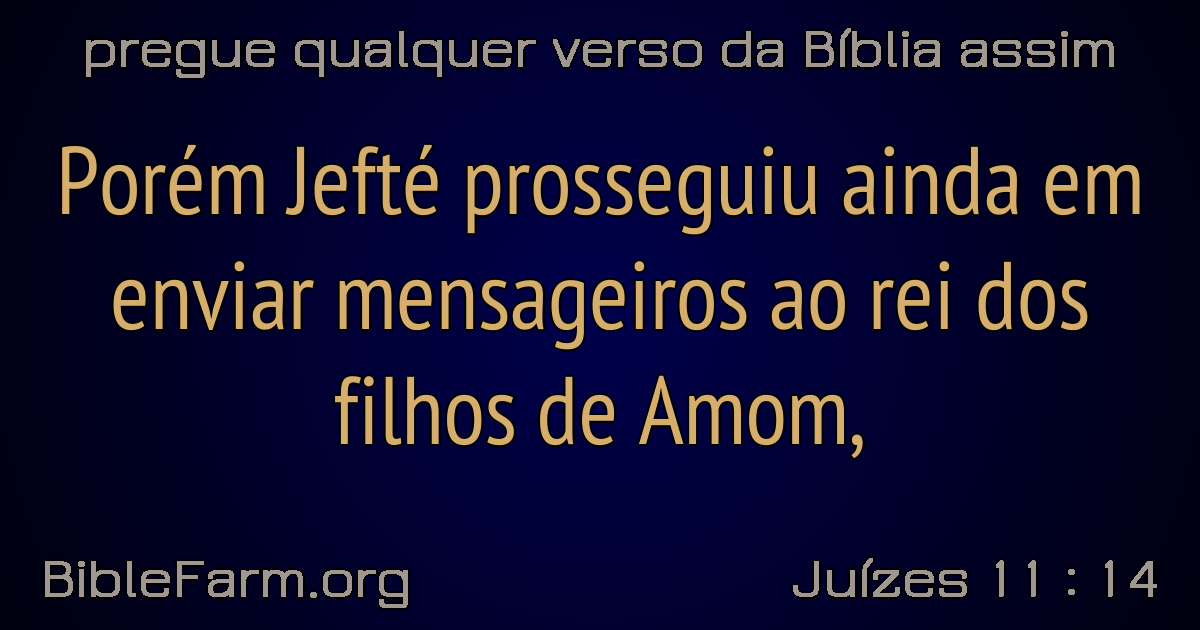 pregue qualquer verso da Bíblia assim
Porém Jefté prosseguiu ainda em
enviar mensageiros ao rei dos
filhos de Amom,
BibleFarm.org
Juízes 11 : 14